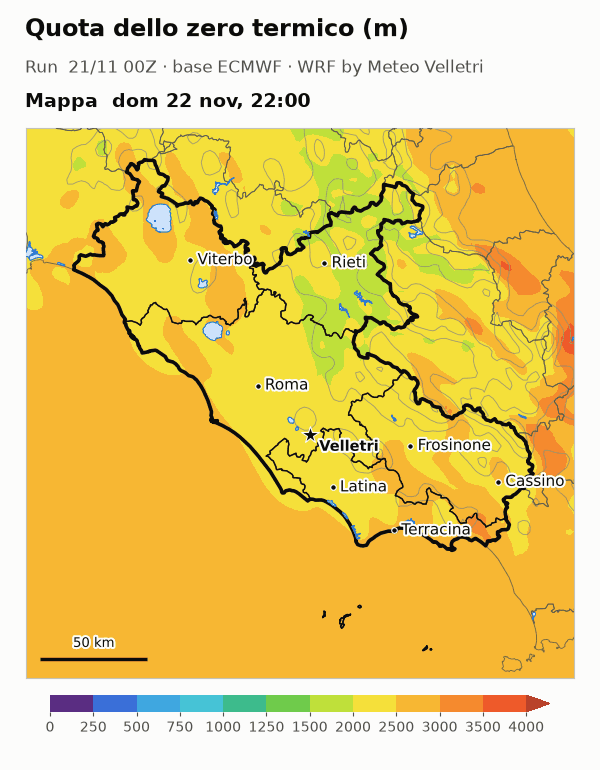 Quota dello zero termico (m)
Run  21/11 00Z · base ECMWF · WRF by Meteo Velletri
Mappa  dom 22 nov, 22:00
Viterbo
Rieti
Roma
Velletri
Frosinone
Cassino
Latina
Terracina
50 km
0 250 500 750 1000 1250 1500 2000 2500 3000 3500 4000